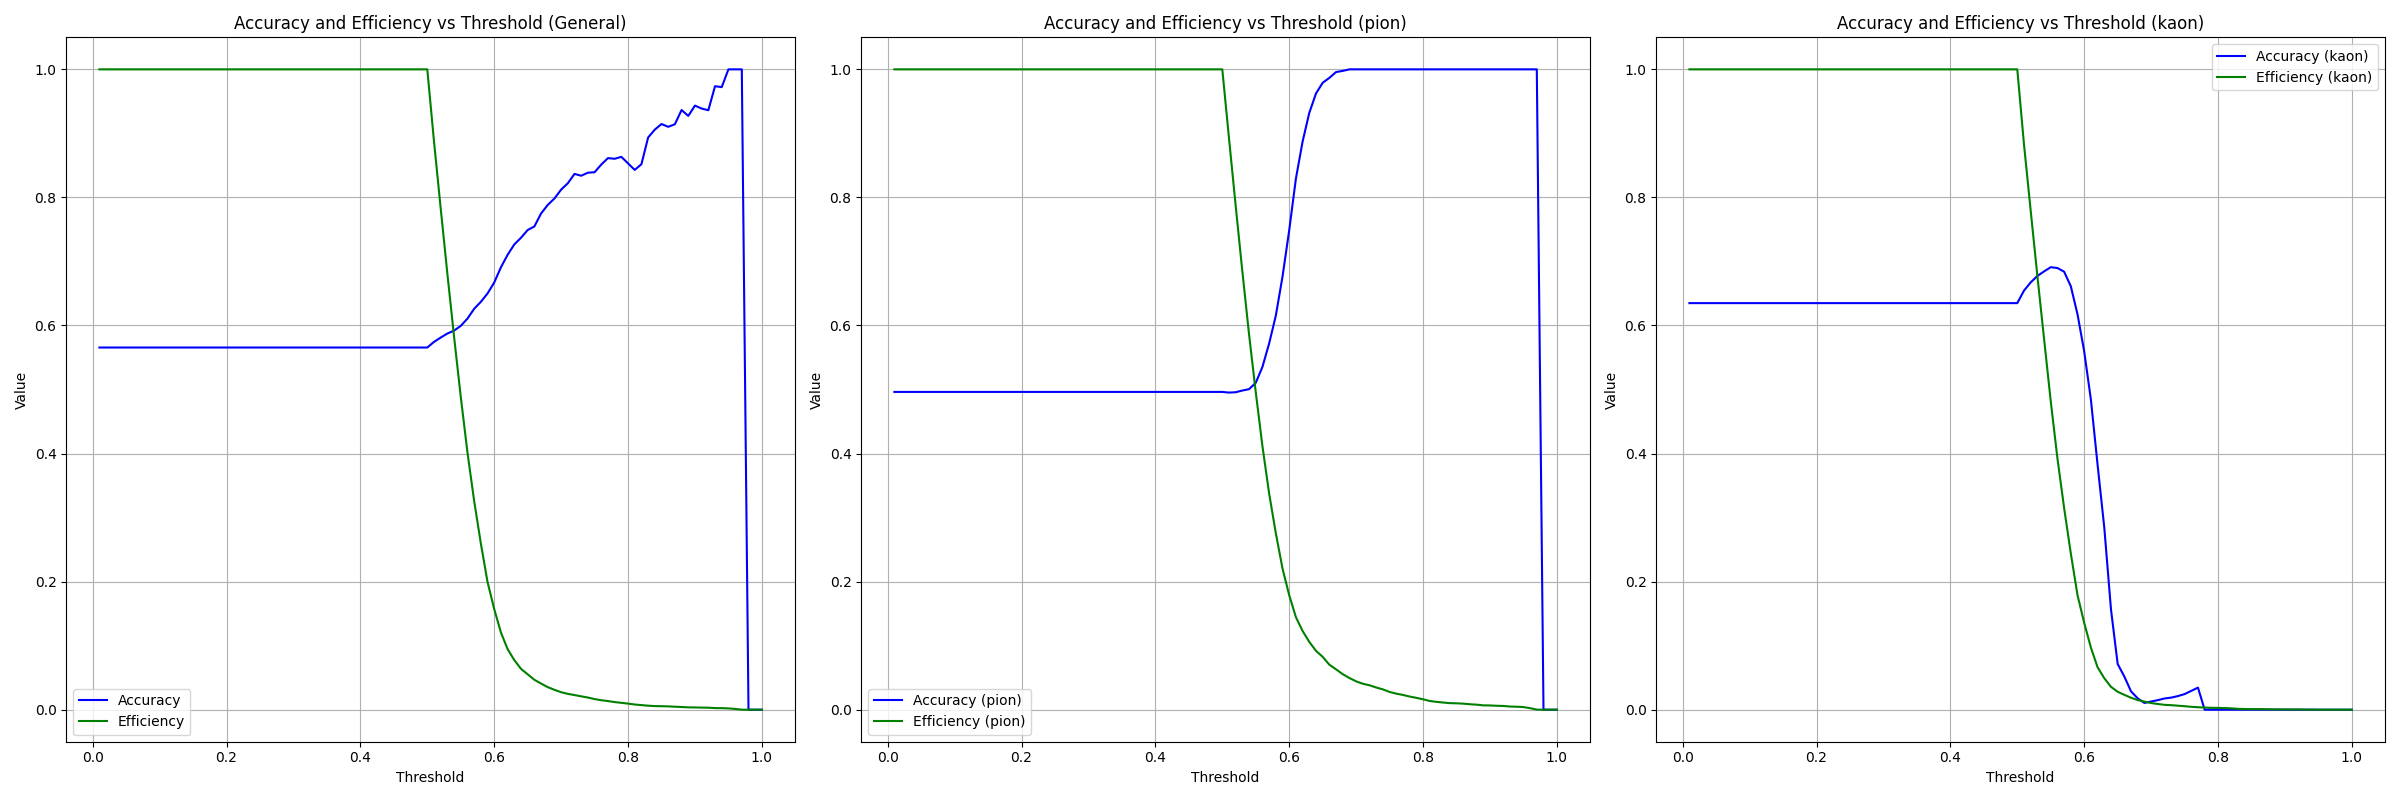 Accuracy and Efficiency vs Threshold (General)
1.0
0.8
0.6
0.4
0.2
0.0
Value
Accuracy
Efficiency
0.0 0.2 0.4 0.6 0.8 1.0
Threshold
Accuracy and Efficiency vs Threshold (pion)
1.0
0.8
0.6
0.4
0.2
0.0
Value
Accuracy (pion)
Efficiency (pion)
0.0 0.2 0.4 0.6 0.8 1.0
Threshold
Accuracy and Efficiency vs Threshold (kaon)
Accuracy (kaon)
Efficiency (kaon)
1.0
0.8
0.6
0.4
0.2
0.0
Value
0.0 0.2 0.4 0.6 0.8 1.0
Threshold